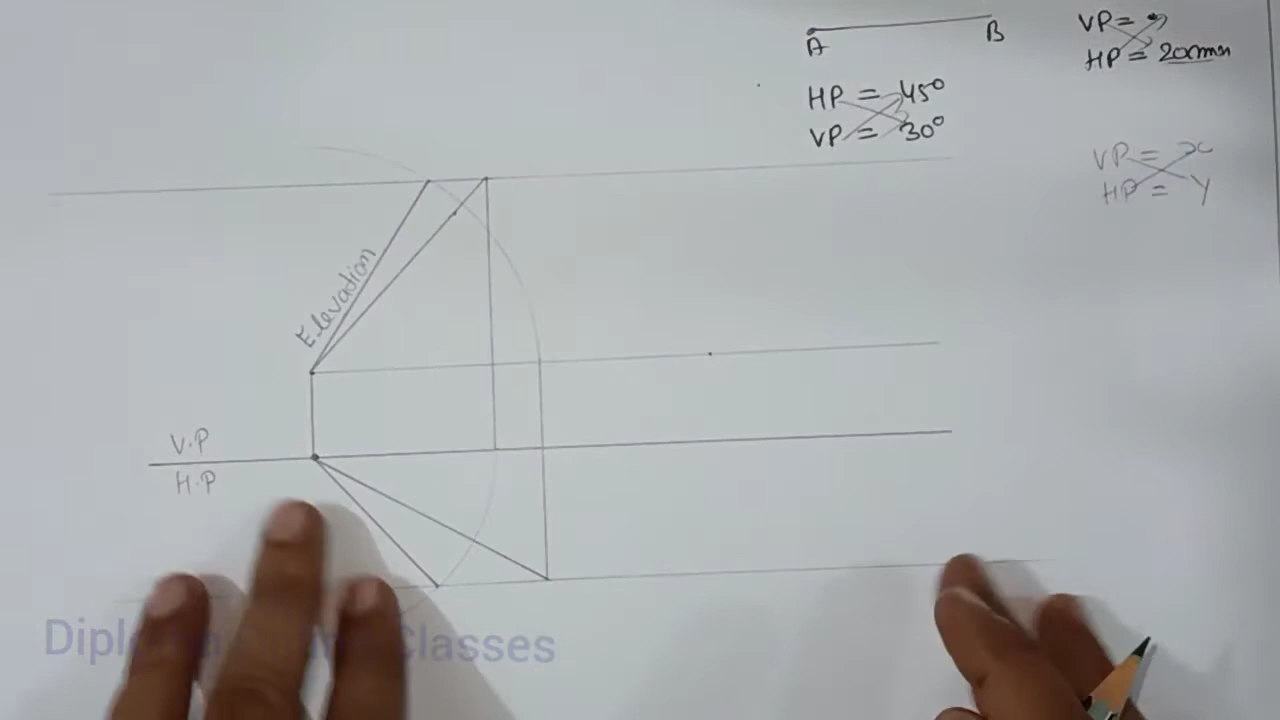 A B
HP = 45°
VP = 30°
VP =
HP = 20mm
VP = x
HP = y
Elevation
V.P
H.P
Classes